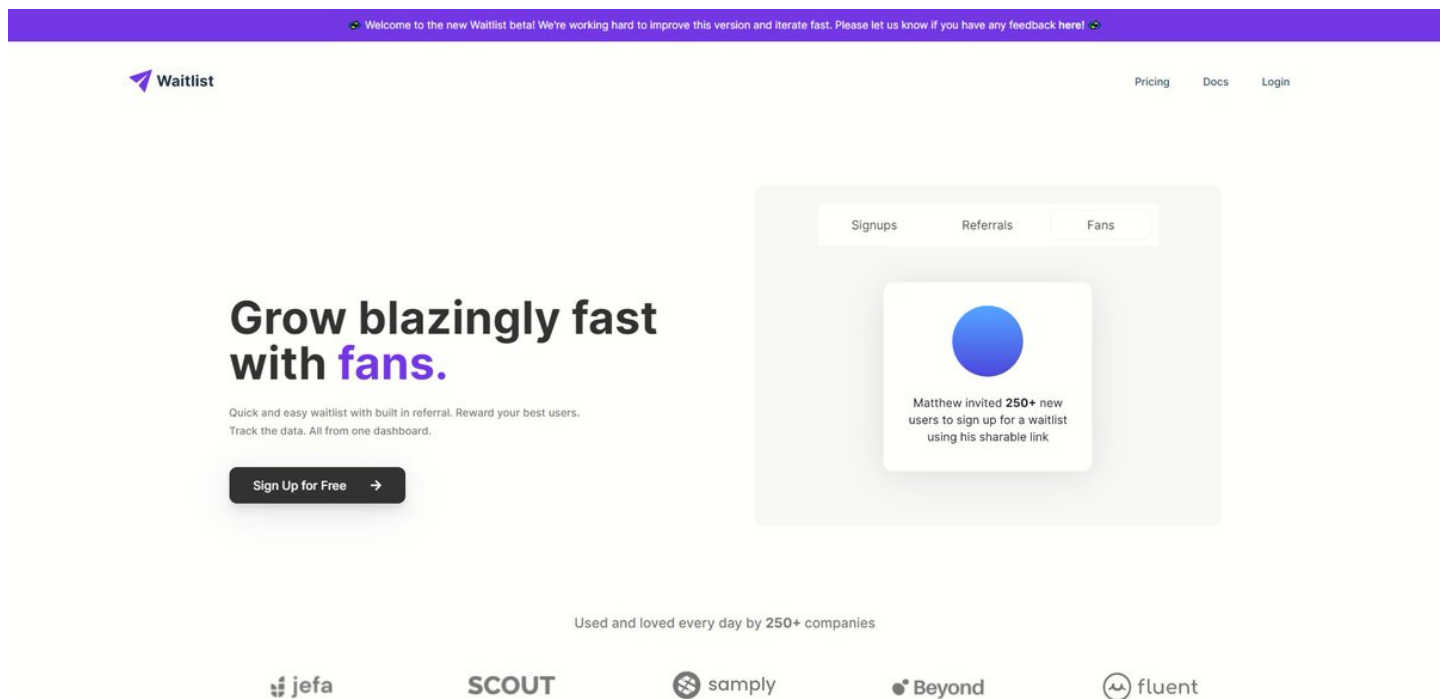 Welcome to the new Waitlist beta! We're working hard to improve this version and iterate fast. Please let us know if you have any feedback here!
Waitlist
Pricing
Docs
Login
Signups
Referrals
Fans
Grow blazingly fast
with fans.
Quick and easy waitlist with built in referral. Reward your best users.
Track the data. All from one dashboard.
Sign Up for Free
Matthew invited 250+ new
users to sign up for a waitlist
using his sharable link
Used and loved every day by 250+ companies
jefa
SCOUT
samply
Beyond
fluent